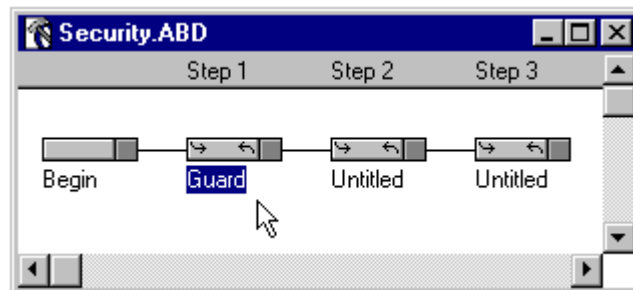 Security.ABD
Step 1 Step 2 Step 3
Begin Guard Untitled Untitled